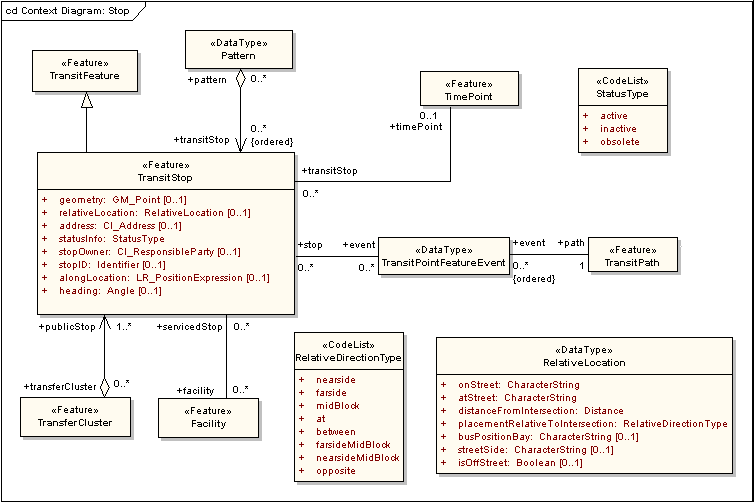 cd Context Diagram: Stop
«Feature»
TransitFeature
«DataType»
Pattern
+pattern
0..*
+transitStop
0..*
{ordered}
«Feature»
TimePoint
0..1
+timePoint
+transitStop
0..*
«CodeList»
StatusType
+ active
+ inactive
+ obsolete
«Feature»
TransitStop
+ geometry: GM_Point [0..1]
+ relativeLocation: RelativeLocation [0..1]
+ address: CI_Address [0..1]
+ statusInfo: StatusType
+ stopOwner: CI_ResponsibleParty [0..1]
+ stopID: Identifier [0..1]
+ alongLocation: LR_PositionExpression [0..1]
+ heading: Angle [0..1]
+stop
+event
0..*
0..*
«DataType»
TransitPointFeatureEvent
+event
+path
0..*
{ordered}
1
«Feature»
TransitPath
+publicStop
1..*
+servicedStop
0..*
+transferCluster
0..*
+facility
0..*
«Feature»
TransferCluster
«Feature»
Facility
«CodeList»
RelativeDirectionType
+ nearside
+ farside
+ midBlock
+ at
+ between
+ farsideMidBlock
+ nearsideMidBlock
+ opposite
«DataType»
RelativeLocation
+ onStreet: CharacterString
+ atStreet: CharacterString
+ distanceFromIntersection: Distance
+ placementRelativeToIntersection: RelativeDirectionType
+ busPositionBay: CharacterString [0..1]
+ streetSide: CharacterString [0..1]
+ isOffStreet: Boolean [0..1]